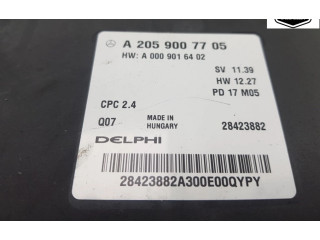 A 205 900 77 05
HW: A 000 901 64 02
SV 11.39
HW 12.27
PD 17 M05
CPC 2.4
Q07
MADE IN
HUNGARY
28423882
DELPHI
28423882A300E00QYPY